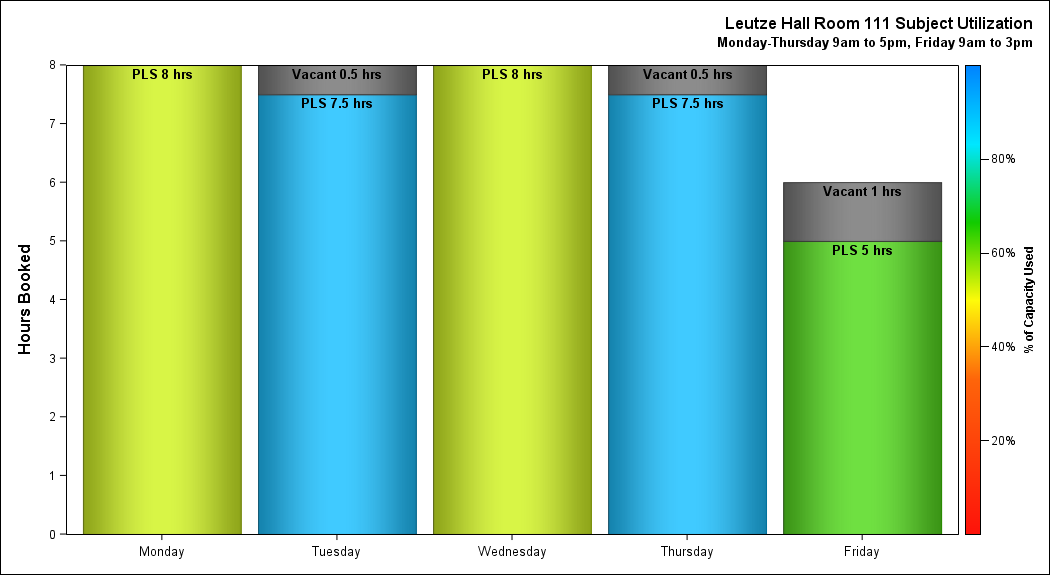 Leutze Hall Room 111 Subject Utilization
Monday-Thursday 9am to 5pm, Friday 9am to 3pm
8
7
6
5
4
3
2
1
0
Hours Booked
PLS 8 hrs
Vacant 0.5 hrs
PLS 7.5 hrs
PLS 8 hrs
Vacant 0.5 hrs
PLS 7.5 hrs
Vacant 1 hrs
PLS 5 hrs
Monday
Tuesday
Wednesday
Thursday
Friday
80%
60%
40%
20%
% of Capacity Used